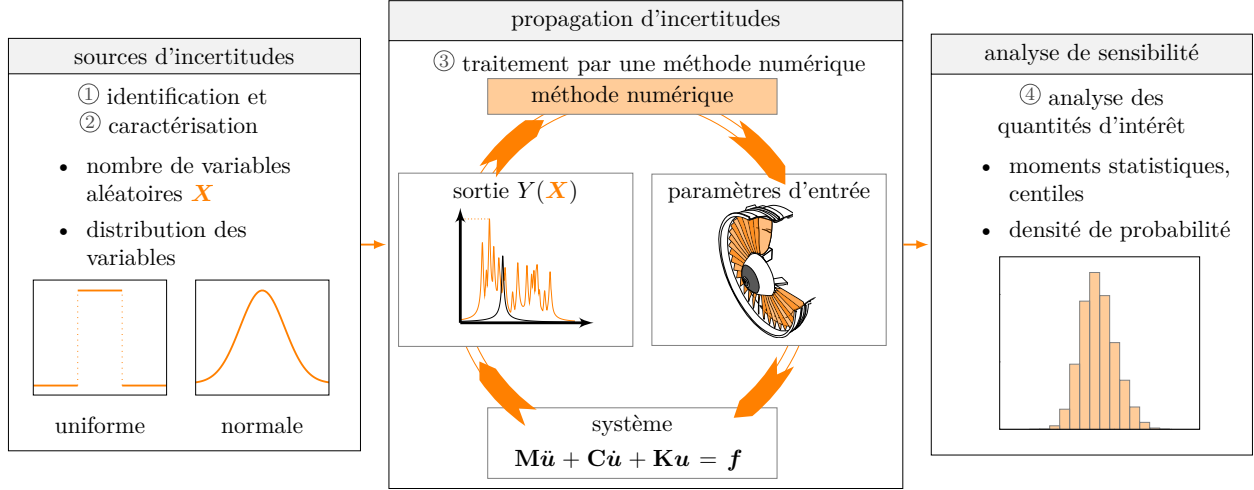 sources d'incertitudes
① identification et
② caractérisation
• nombre de variables
aléatoires X
• distribution des
variables
uniforme
normale
propagation d'incertitudes
③ traitement par une méthode numérique
méthode numérique
sortie Y(X)
paramètres d'entrée
système
Mü + Cu̇ + Ku = f
analyse de sensibilité
④ analyse des
quantités d'intérêt
• moments statistiques,
centiles
• densité de probabilité